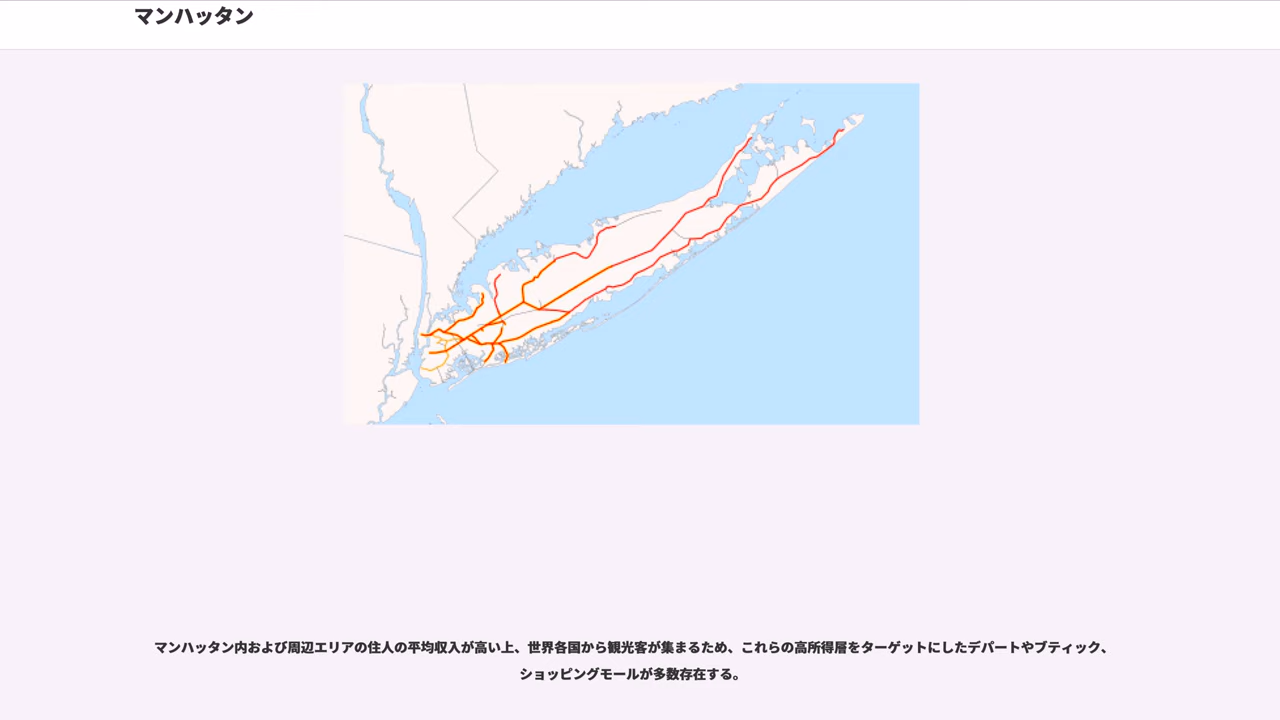 マンハッタン
マンハッタン内および周辺エリアの住人の平均収入が高い上、世界各国から観光客が集まるため、これらの高所得層をターゲットにしたデパートやブティック、
ショッピングモールが多数存在する。